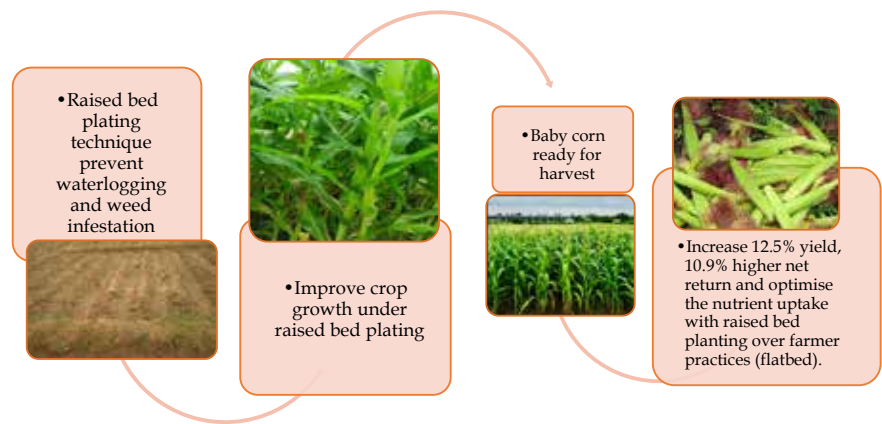 •Raised bed
plating
technique
prevent
waterlogging
and weed
infestation
•Improve crop
growth under
raised bed plating
•Baby corn
ready for
harvest
•Increase 12.5% yield,
10.9% higher net
return and optimise
the nutrient uptake
with raised bed
planting over farmer
practices (flatbed).